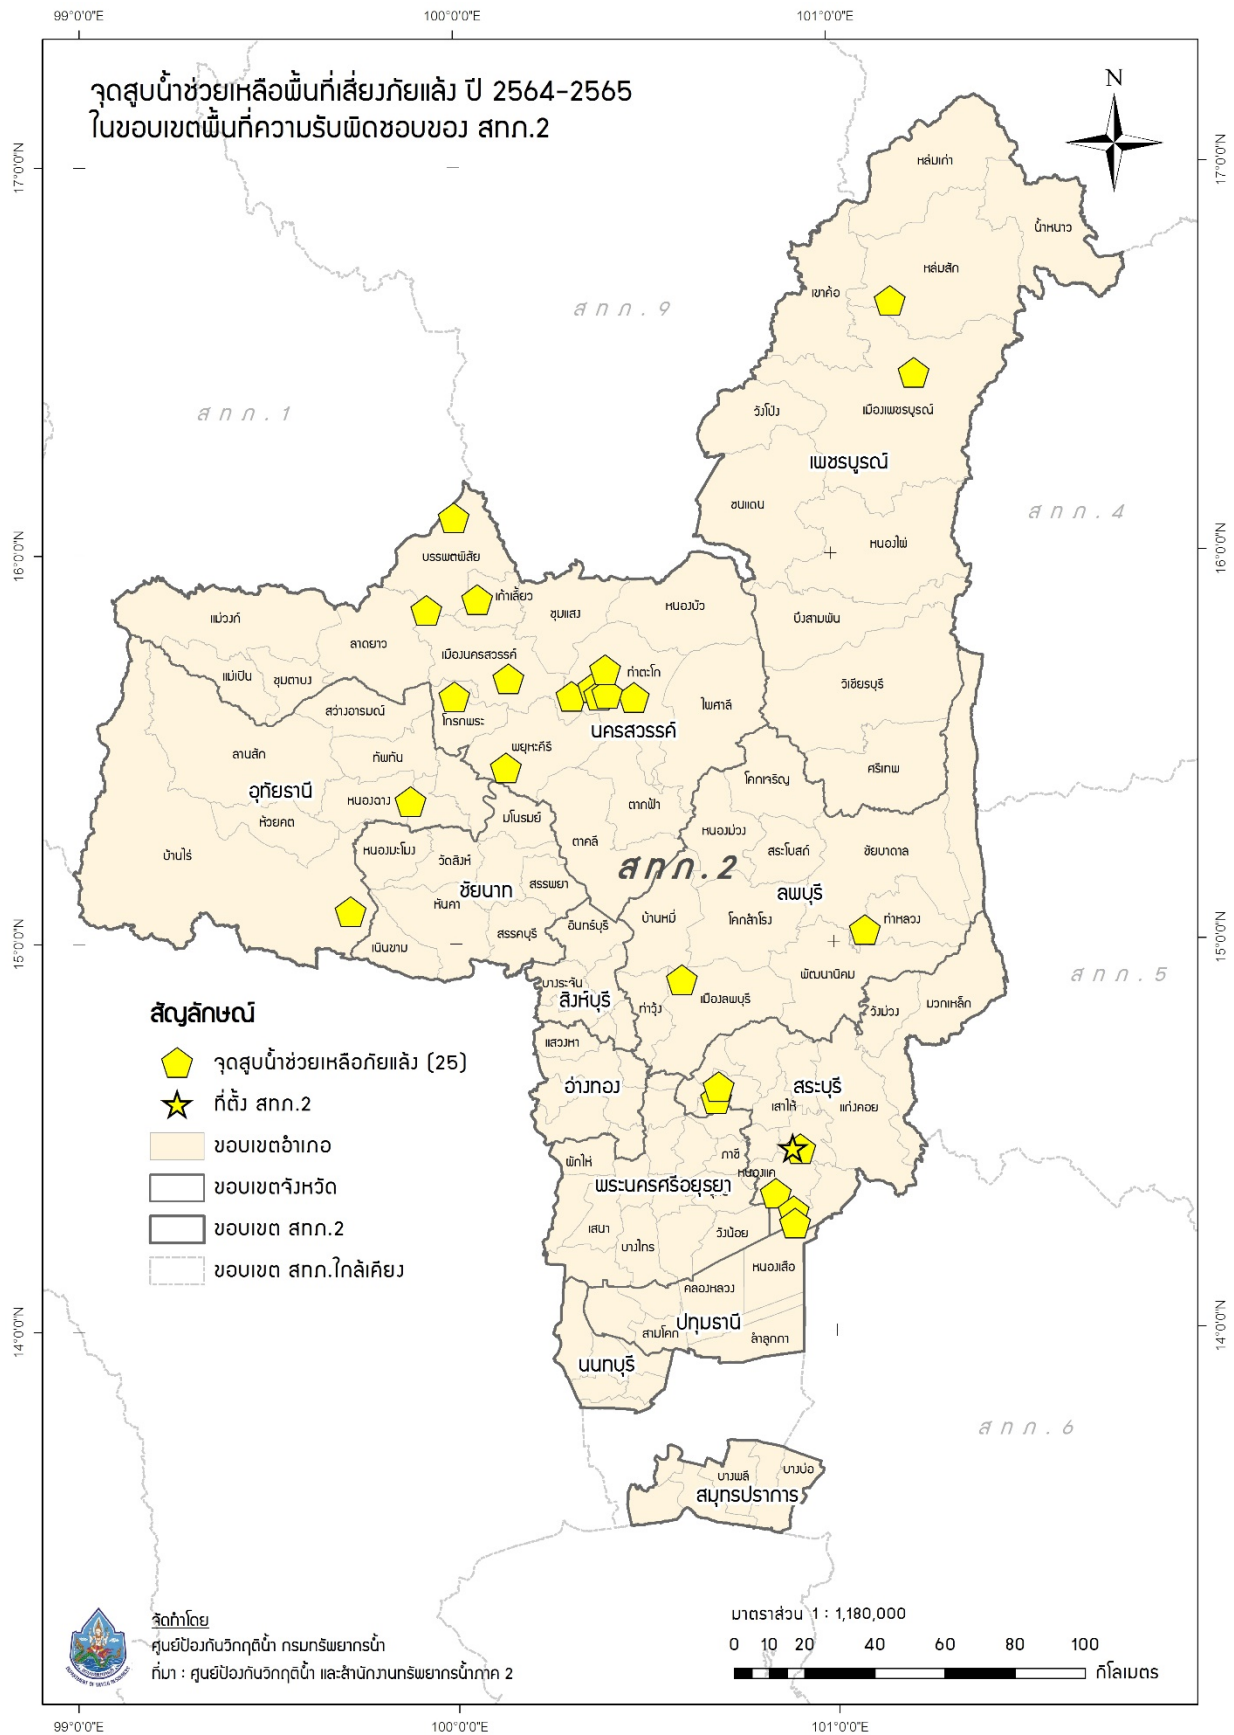 99°0'0"E 100°0'0"E 101°0'0"E
จุดสูบน้ำช่วยเหลือพื้นที่เสี่ยงภัยแล้ง ปี 2564-2565
ในขอบเขตพื้นที่ความรับผิดชอบของ สทภ.2
N
17°0'0"N 17°0'0"N
หล่มเก่า
น้ำหนาว
หล่มสัก
เขาค้อ
สทภ.9
สทภ.1
วังโป่ง
เมืองเพชรบูรณ์
เพชรบูรณ์
ชนแดน
สทภ.4
หนองไผ่
16°0'0"N 16°0'0"N
บรรพตพิสัย
เก้าเลี้ยว
ชุมแสง
หนองบัว
บึงสามพัน
แม่วงก์
ลาดยาว
เมืองนครสวรรค์
ท่าตะโก
แม่เปิน
ชุมตาบง
วิเชียรบุรี
ไพศาลี
สว่างอารมณ์
โกรกพระ
นครสวรรค์
ลานสัก
ทัพทัน
พยุหะคีรี
ศรีเทพ
โคกเจริญ
อุทัยธานี
หนองฉาง
ตากฟ้า
ห้วยคต
มโนรมย์
หนองม่วง
บ้านไร่
หนองมะโมง
วัดสิงห์
ตาคลี
สระโบสถ์
ชัยบาดาล
สทภ.2
ชัยนาท
สรรพยา
ลพบุรี
หันคา
บ้านหมี่
โคกสำโรง
ท่าหลวง
อินทร์บุรี
สรรคบุรี
เนินขาม
15°0'0"N 15°0'0"N
พัฒนานิคม
สทภ.5
บางระจัน
สิงห์บุรี
ท่าวุ้ง
เมืองลพบุรี
วังม่วง
มวกเหล็ก
สัญลักษณ์
แสวงหา
จุดสูบน้ำช่วยเหลือภัยแล้ง (25)
อ่างทอง
สระบุรี
ที่ตั้ง สทภ.2
เสาไห้
แก่งคอย
ขอบเขตอำเภอ
ผักไห่
ภาชี
หนองแค
ขอบเขตจังหวัด
พระนครศรีอยุธยา
ขอบเขต สทภ.2
เสนา
บางไทร
วังน้อย
ขอบเขต สทภ.ใกล้เคียง
หนองเสือ
คลองหลวง
ปทุมธานี
14°0'0"N 14°0'0"N
สามโคก
ลำลูกกา
นนทบุรี
สทภ.6
บางพลี
บางบ่อ
สมุทรปราการ
จัดทำโดย
ศูนย์ป้องกันวิกฤติน้ำ กรมทรัพยากรน้ำ
ที่มา : ศูนย์ป้องกันวิกฤติน้ำ และสำนักงานทรัพยากรน้ำภาค 2
มาตราส่วน 1 : 1,180,000
0 10 20 40 60 80 100
กิโลเมตร
99°0'0"E 100°0'0"E 101°0'0"E